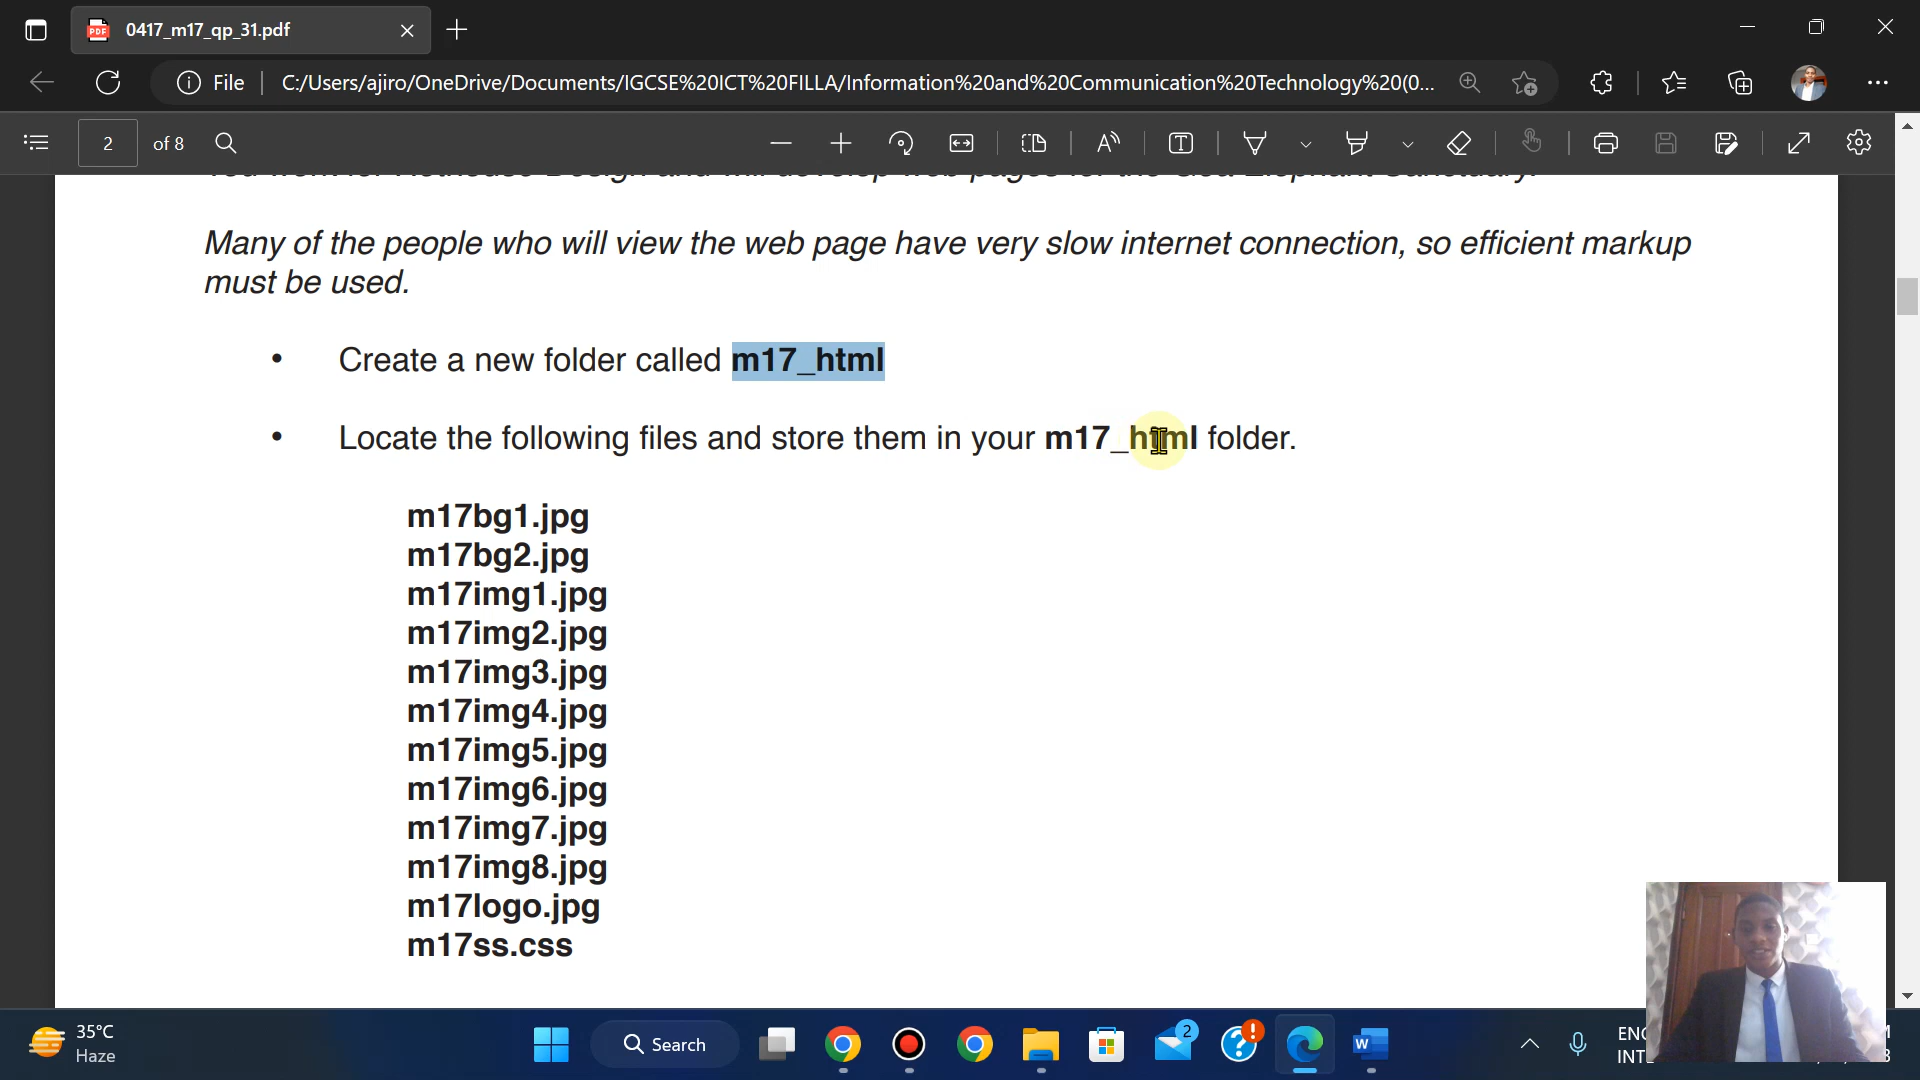 0417_m17_qp_31.pdf
File C:/Users/ajiro/OneDrive/Documents/IGCSE%20ICT%20FILLA/Information%20and%20Communication%20Technology%20(0...
2 of 8
Many of the people who will view the web page have very slow internet connection, so efficient markup
must be used.
• Create a new folder called m17_html
• Locate the following files and store them in your m17_html folder.
m17bg1.jpg
m17bg2.jpg
m17img1.jpg
m17img2.jpg
m17img3.jpg
m17img4.jpg
m17img5.jpg
m17img6.jpg
m17img7.jpg
m17img8.jpg
m17logo.jpg
m17ss.css
35°C
Haze
Search
2